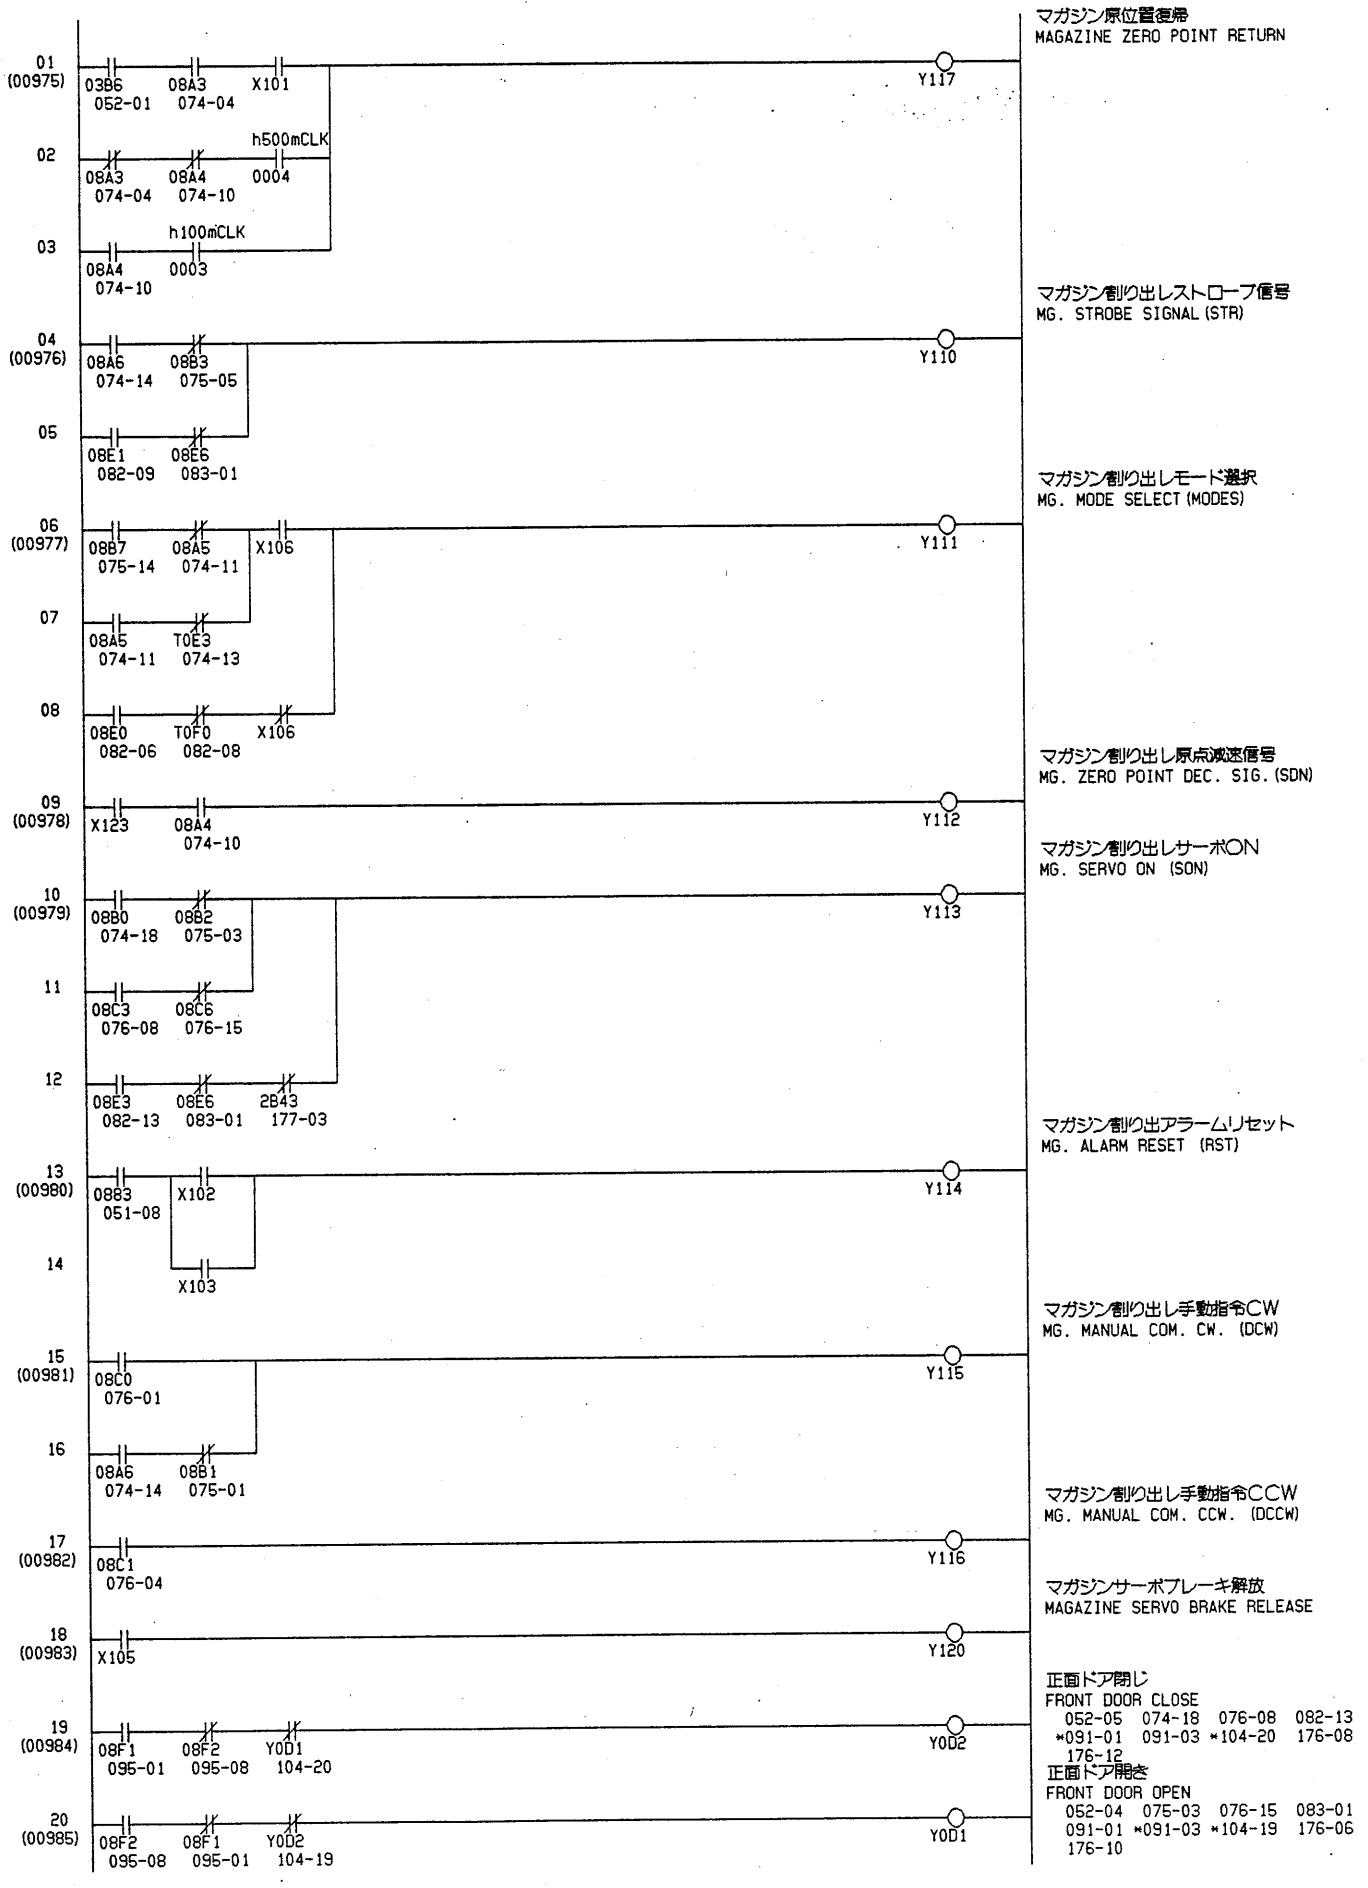 マガジン原位置復帰
MAGAZINE ZERO POINT RETURN
01
(00975)
03B6 08A3 X101 Y117
052-01 074-04
h500mCLK
02
08A3 08A4 0004
074-04 074-10
h100mCLK
03
08A4 0003
074-10
マガジン割り出しストローブ信号
MG. STROBE SIGNAL(STR)
04
(00976)
08A6 08B3 Y110
074-14 075-05
05
08E1 08E6
082-09 083-01
マガジン割り出しモード選択
MG. MODE SELECT(MODES)
06
(00977)
08B7 08A5 X106 Y111
075-14 074-11
07
08A5 T0E3
074-11 074-13
08
08E0 T0F0 X106
082-06 082-08
マガジン割り出し原点減速信号
MG. ZERO POINT DEC. SIG.(SDN)
09
(00978)
X123 08A4 Y112
074-10
マガジン割り出しサーボON
MG. SERVO ON (SON)
10
(00979)
08B0 08B2 Y113
074-18 075-03
11
08C3 08C6
076-08 076-15
12
08E3 08E6 2B43
082-13 083-01 177-03
マガジン割り出アラームリセット
MG. ALARM RESET (RST)
13
(00980)
0883 X102 Y114
051-08
14
X103
マガジン割り出し手動指令CW
MG. MANUAL COM. CW. (DCW)
15
(00981)
08C0 Y115
076-01
16
08A6 08B1
074-14 075-01
マガジン割り出し手動指令CCW
MG. MANUAL COM. CCW. (DCCW)
17
(00982)
08C1 Y116
076-04
マガジンサーボブレーキ解放
MAGAZINE SERVO BRAKE RELEASE
18
(00983)
X105 Y120
正面ドア閉じ
FRONT DOOR CLOSE
052-05 074-18 076-08 082-13
*091-01 091-03 *104-20 176-08
176-12
19
(00984)
08F1 08F2 Y0D1 Y0D2
095-01 095-08 104-20
正面ドア開き
FRONT DOOR OPEN
052-04 075-03 076-15 083-01
091-01 *091-03 *104-19 176-06
176-10
20
(00985)
08F2 08F1 Y0D2 Y0D1
095-08 095-01 104-19